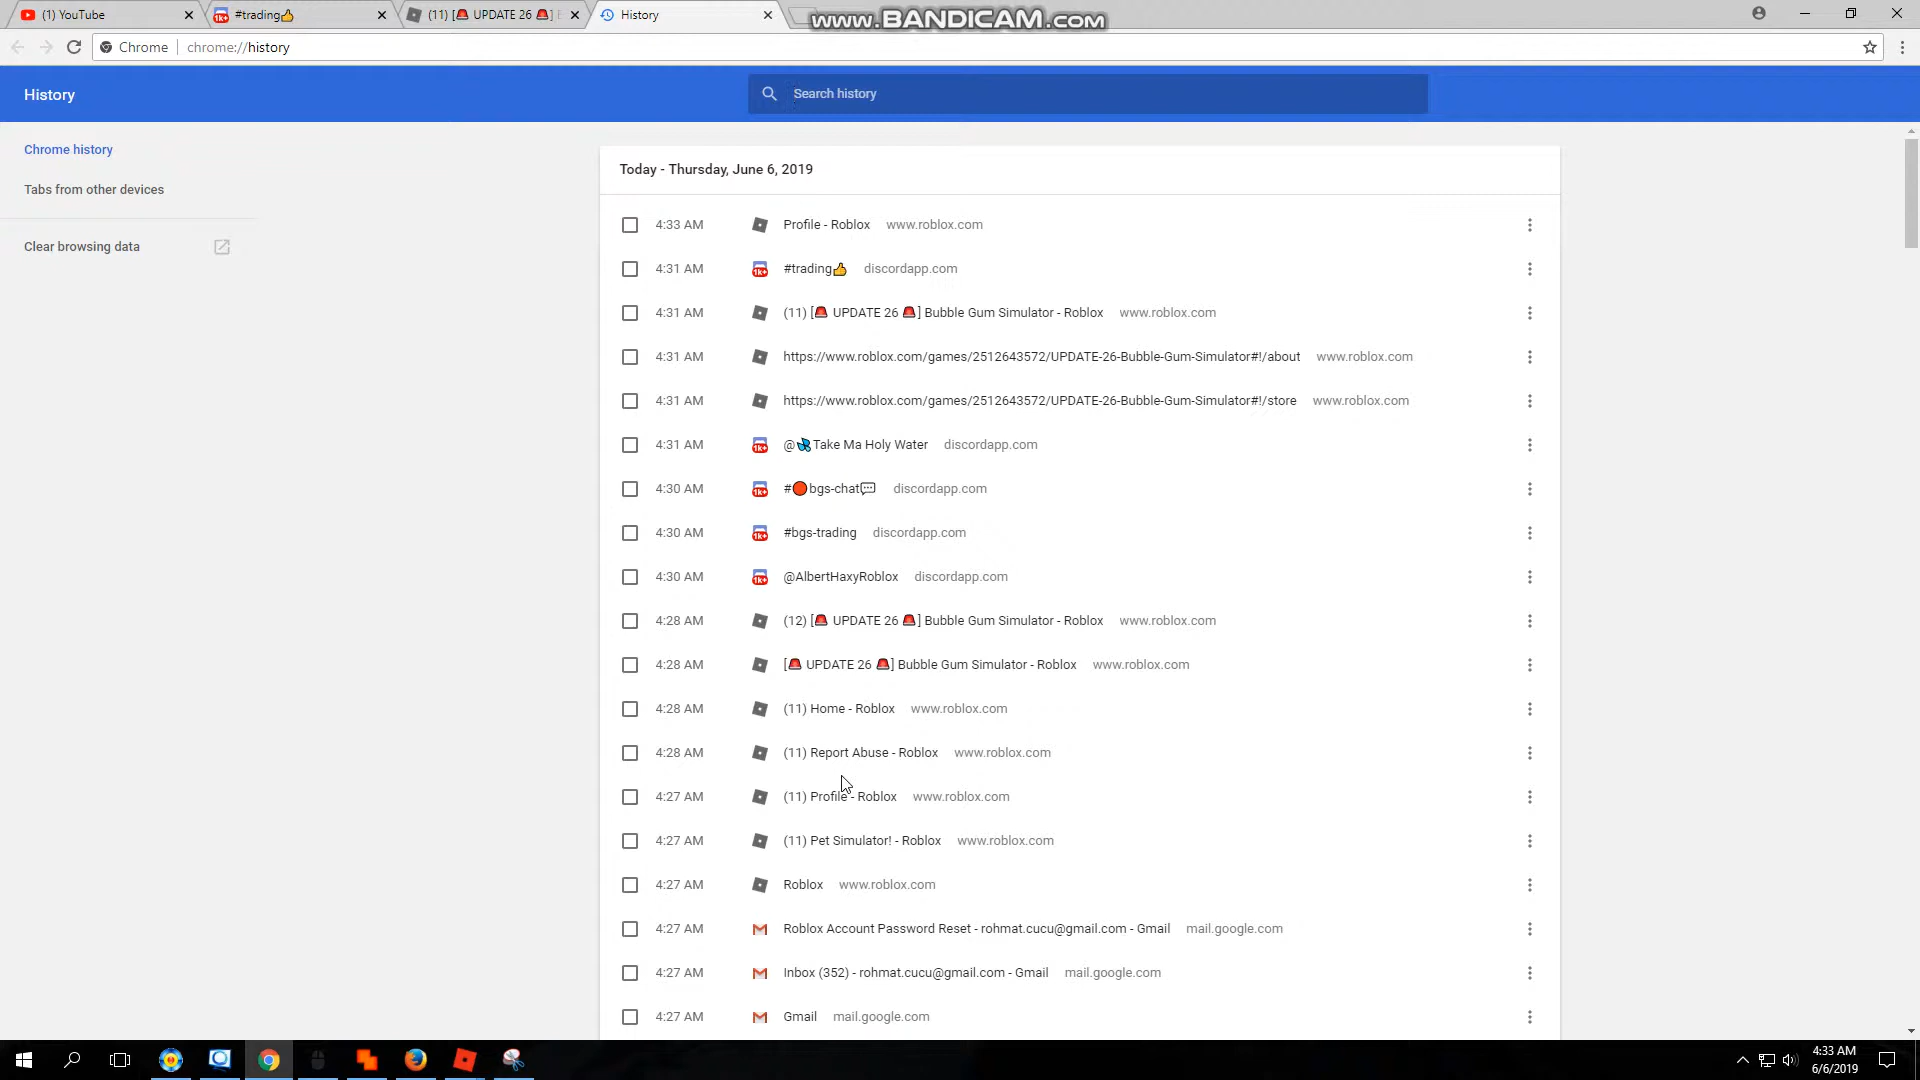 (1) YouTube
#trading👍
(11) [🚨 UPDATE 26 🚨]
History
www.BANDICAM.com
Chrome
chrome://history
History
Search history
Chrome history
Tabs from other devices
Clear browsing data
Today - Thursday, June 6, 2019
4:33 AM Profile - Roblox www.roblox.com
4:31 AM #trading👍 discordapp.com
4:31 AM (11) [🚨 UPDATE 26 🚨] Bubble Gum Simulator - Roblox www.roblox.com
4:31 AM https://www.roblox.com/games/2512643572/UPDATE-26-Bubble-Gum-Simulator#!/about www.roblox.com
4:31 AM https://www.roblox.com/games/2512643572/UPDATE-26-Bubble-Gum-Simulator#!/store www.roblox.com
4:31 AM @💦Take Ma Holy Water discordapp.com
4:30 AM #🔴bgs-chat💬 discordapp.com
4:30 AM #bgs-trading discordapp.com
4:30 AM @AlbertHaxyRoblox discordapp.com
4:28 AM (12) [🚨 UPDATE 26 🚨] Bubble Gum Simulator - Roblox www.roblox.com
4:28 AM [🚨 UPDATE 26 🚨] Bubble Gum Simulator - Roblox www.roblox.com
4:28 AM (11) Home - Roblox www.roblox.com
4:28 AM (11) Report Abuse - Roblox www.roblox.com
4:27 AM (11) Profile - Roblox www.roblox.com
4:27 AM (11) Pet Simulator! - Roblox www.roblox.com
4:27 AM Roblox www.roblox.com
4:27 AM Roblox Account Password Reset - rohmat.cucu@gmail.com - Gmail mail.google.com
4:27 AM Inbox (352) - rohmat.cucu@gmail.com - Gmail mail.google.com
4:27 AM Gmail mail.google.com
4:33 AM
6/6/2019